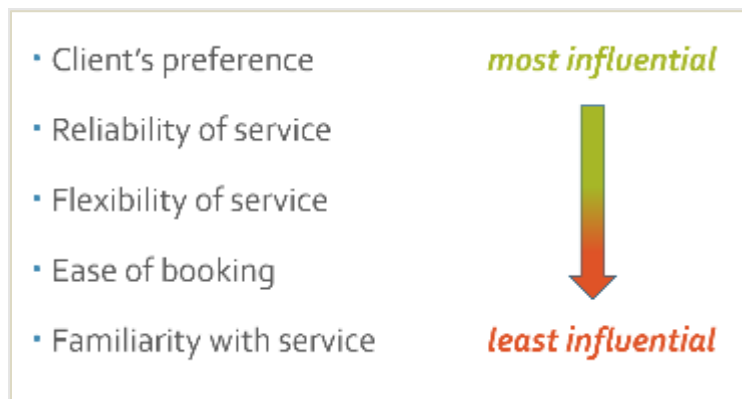 · Client's preference most influential
· Reliability of service
· Flexibility of service
· Ease of booking
· Familiarity with service least influential